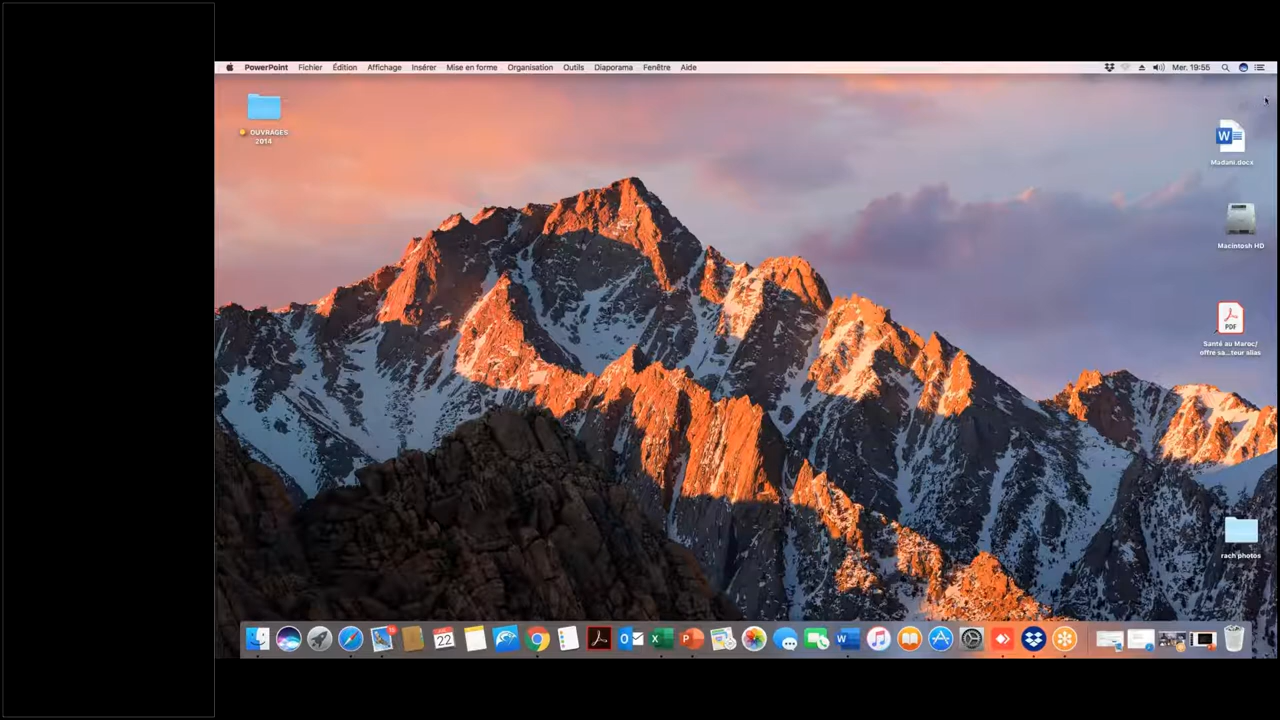 PowerPoint Fichier Édition Affichage Insérer Mise en forme Organisation Outils Diaporama Fenêtre Aide Mer. 19:55
OUVRAGES
2014
W
Madani.docx
Macintosh HD
PDF
Santé au Maroc/
offre sa...teur silas
rach photos
22